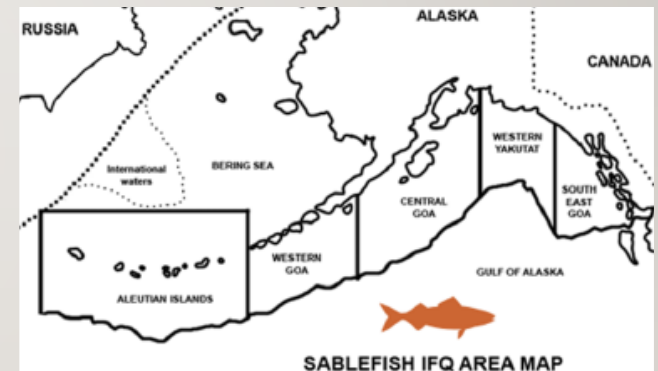 ALASKA
RUSSIA
CANADA
International
waters
BERING SEA
WESTERN
YAKUTAT
CENTRAL
GOA
SOUTH
EAST
GOA
WESTERN
GOA
GULF OF ALASKA
ALEUTIAN ISLANDS
SABLEFISH IFQ AREA MAP